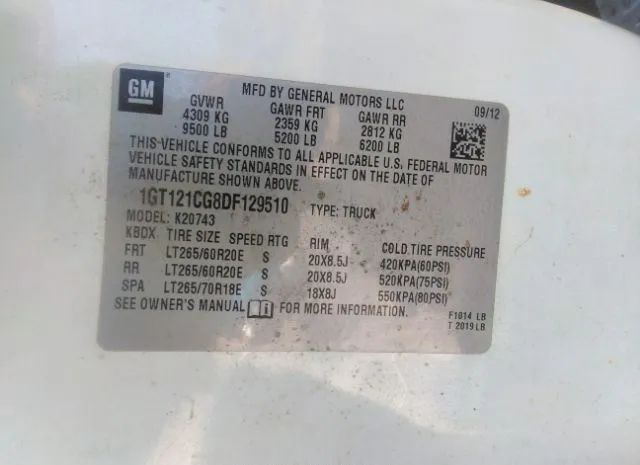 GM
MFD BY GENERAL MOTORS LLC
09/12
GVWR GAWR FRT GAWR RR
4309 KG 2359 KG 2812 KG
9500 LB 5200 LB 6200 LB
THIS VEHICLE CONFORMS TO ALL APPLICABLE U.S. FEDERAL MOTOR
VEHICLE SAFETY STANDARDS IN EFFECT ON THE DATE OF
MANUFACTURE SHOWN ABOVE.
1GT121CG8DF129510 TYPE: TRUCK
MODEL: K20743
KBDX TIRE SIZE SPEED RTG RIM COLD TIRE PRESSURE
FRT LT265/60R20E S 20X8.5J 420KPA(60PSI)
RR LT265/60R20E S 20X8.5J 520KPA(75PSI)
SPA LT265/70R18E S 18X8J 550KPA(80PSI)
SEE OWNER'S MANUAL FOR MORE INFORMATION.
F1014 LB
T 2019 LB